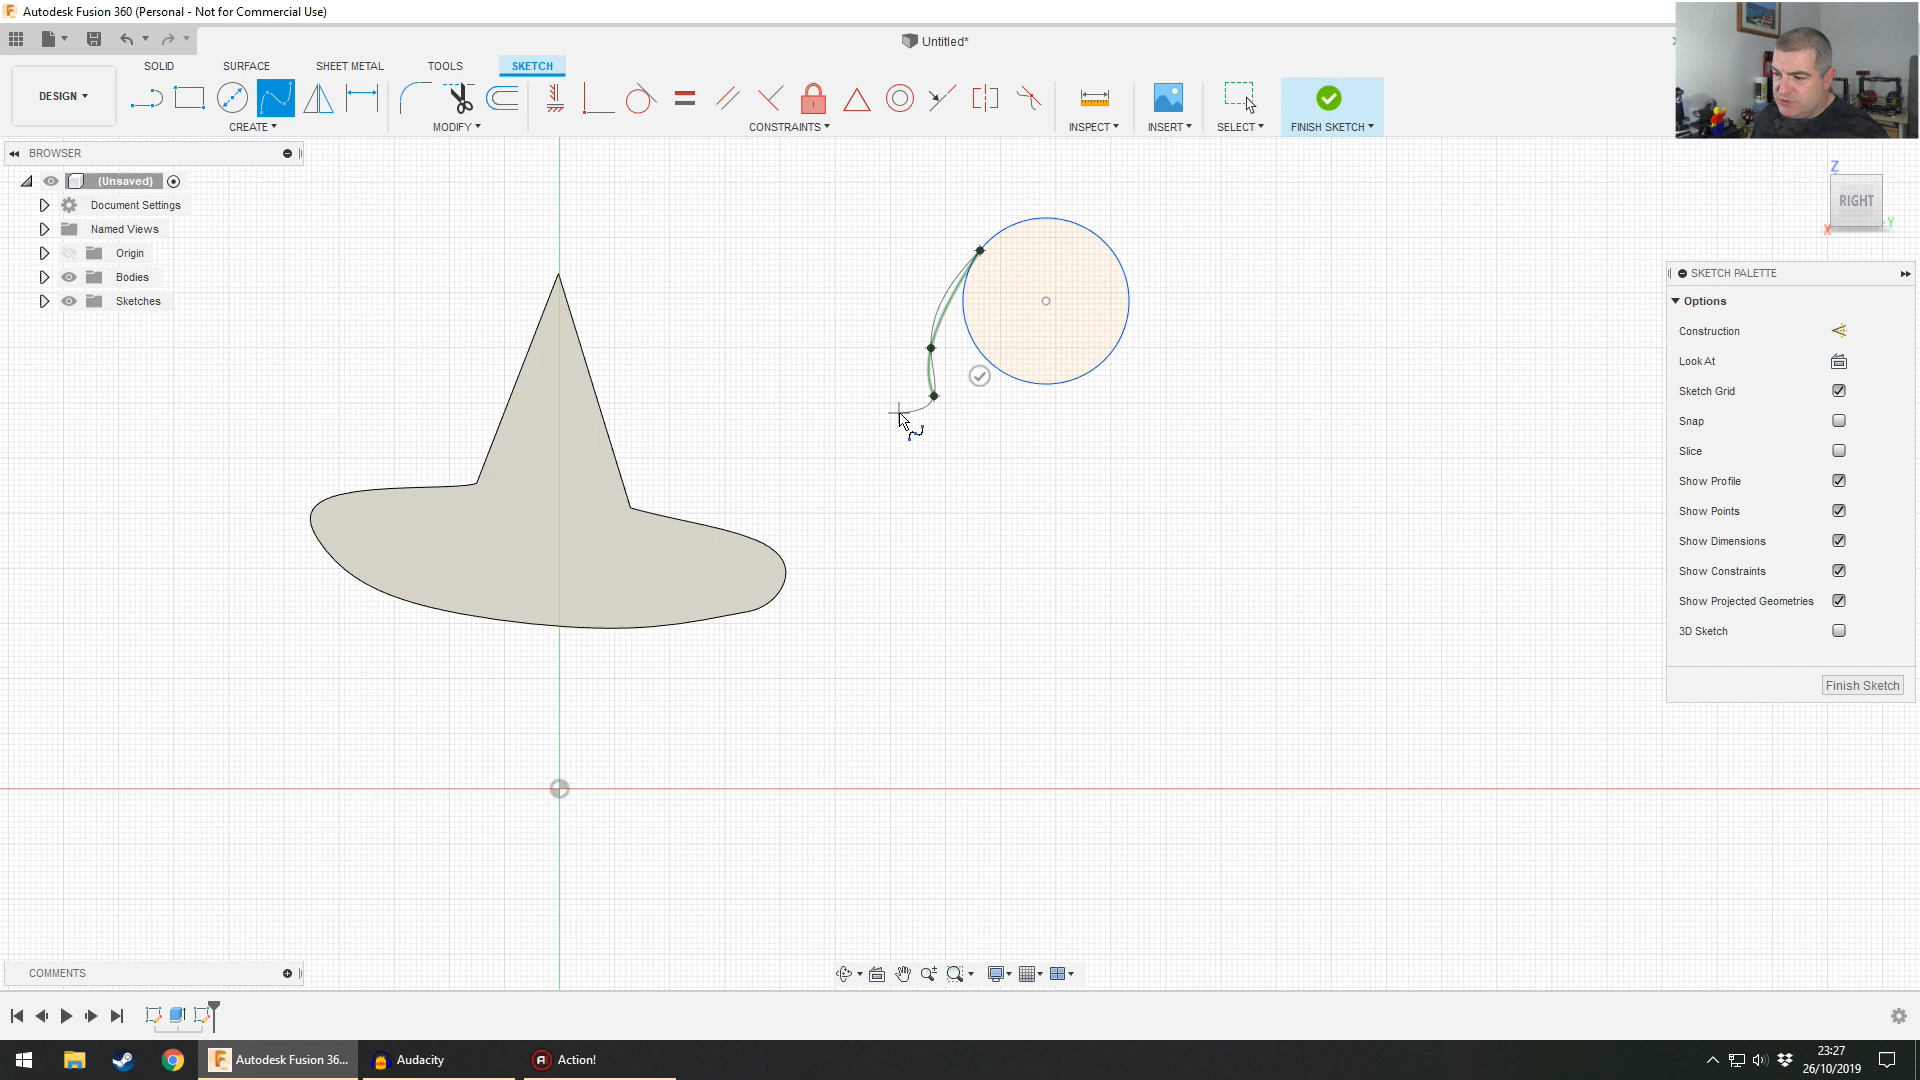 Autodesk Fusion 360 (Personal - Not for Commercial Use)
Untitled*
SOLID
SURFACE
SHEET METAL
TOOLS
SKETCH
DESIGN
CREATE
MODIFY
CONSTRAINTS
INSPECT
INSERT
SELECT
FINISH SKETCH
BROWSER
(Unsaved)
Document Settings
Named Views
Origin
Bodies
Sketches
Z
RIGHT
X
Y
SKETCH PALETTE
Options
Construction
Look At
Sketch Grid
Snap
Slice
Show Profile
Show Points
Show Dimensions
Show Constraints
Show Projected Geometries
3D Sketch
Finish Sketch
COMMENTS
Autodesk Fusion 36...
Audacity
Action!
23:27
26/10/2019